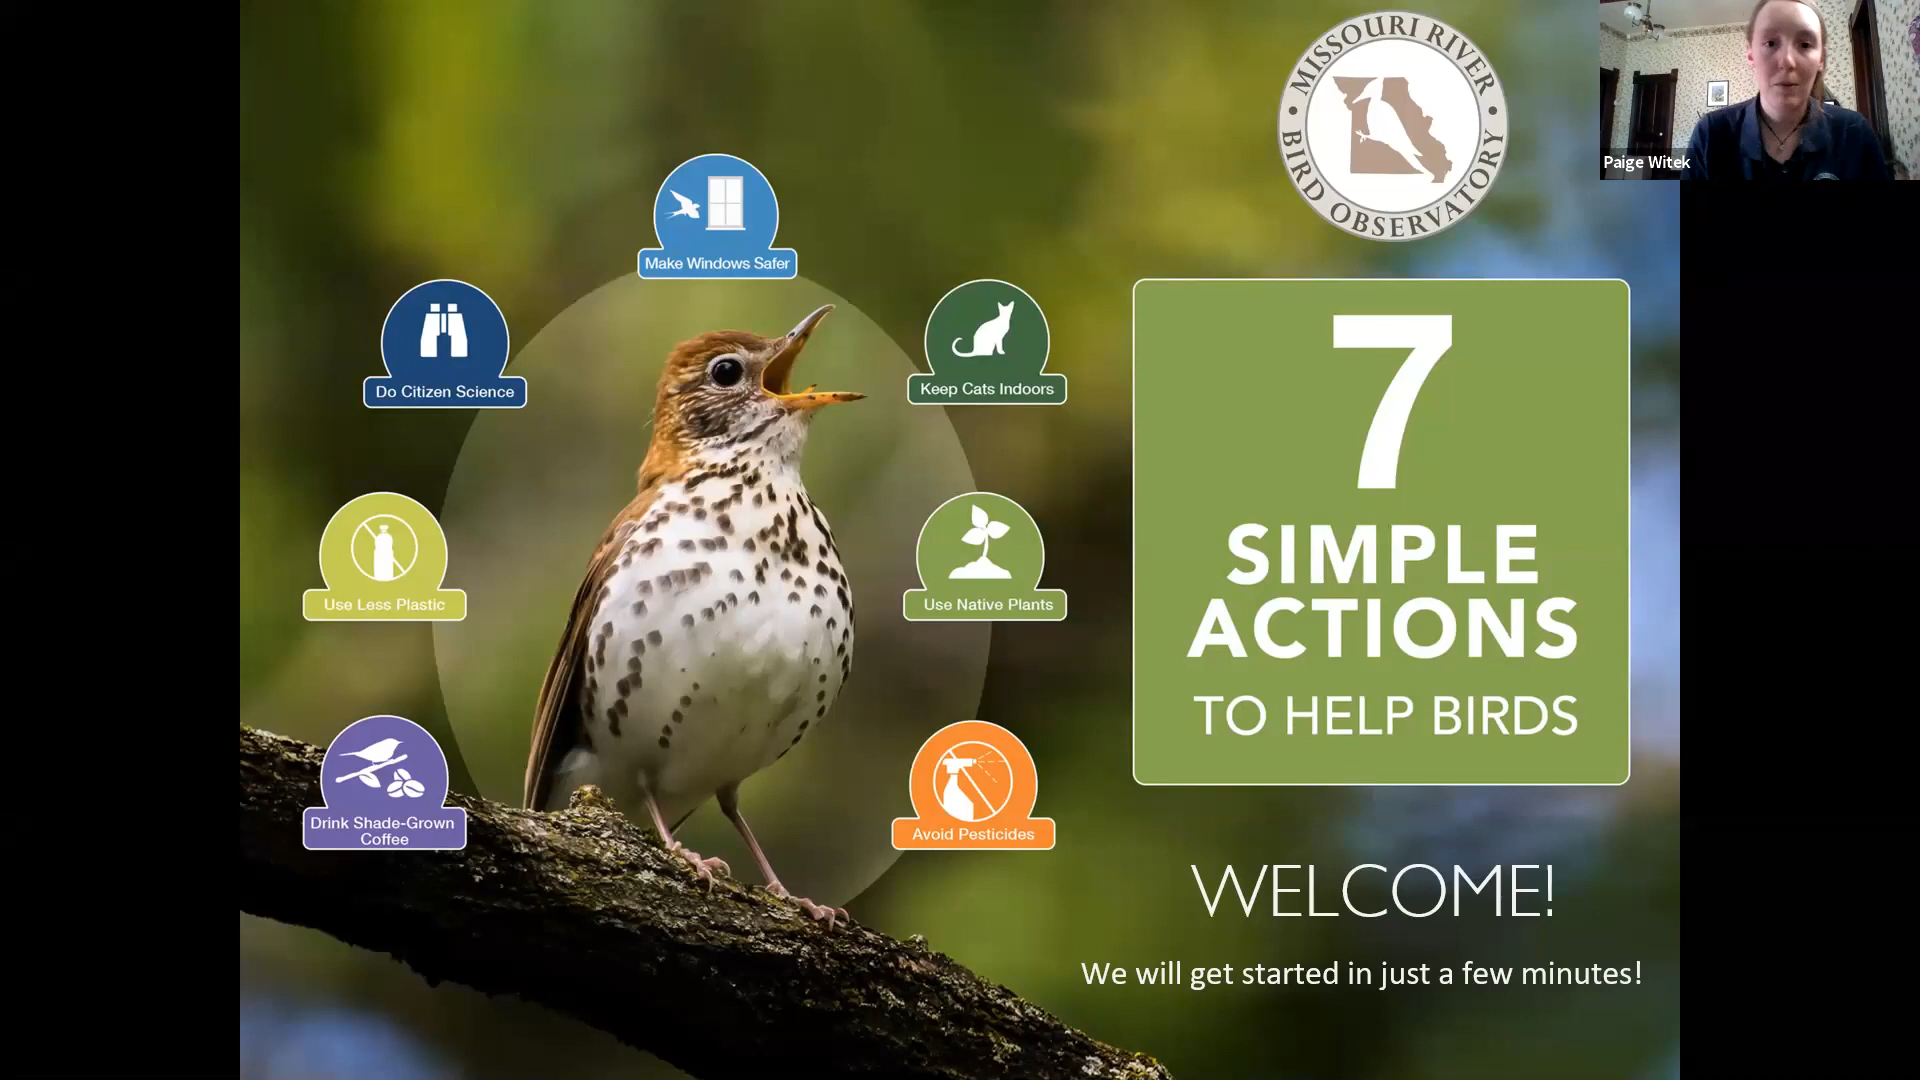 MISSOURI RIVER
BIRD OBSERVATORY
Paige Witek
Make Windows Safer
Do Citizen Science
Keep Cats Indoors
Use Less Plastic
Use Native Plants
Drink Shade-Grown
Coffee
Avoid Pesticides
7
SIMPLE
ACTIONS
TO HELP BIRDS
WELCOME!
We will get started in just a few minutes!